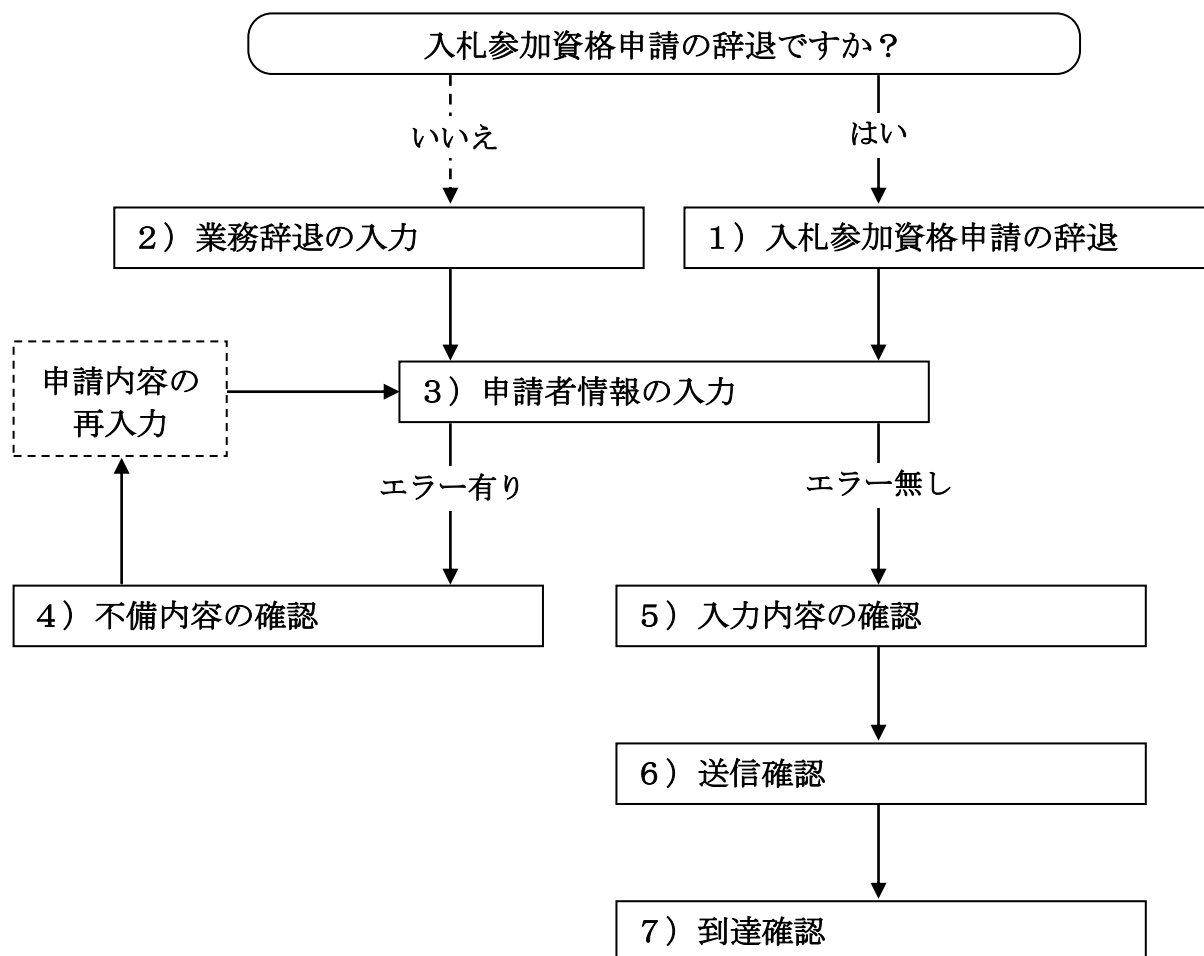 入札参加資格申請の辞退ですか？
いいえ
はい
２）業務辞退の入力
１）入札参加資格申請の辞退
申請内容の
再入力
３）申請者情報の入力
エラー有り
エラー無し
４）不備内容の確認
５）入力内容の確認
６）送信確認
７）到達確認